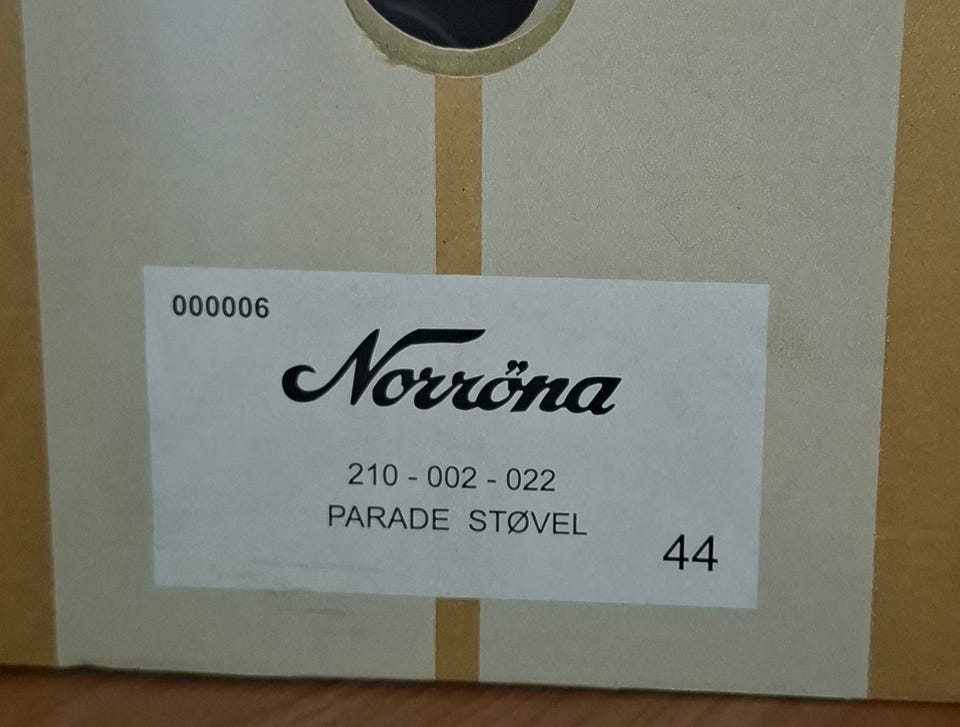 000006
Norröna
210 - 002 - 022
PARADE STØVEL
44